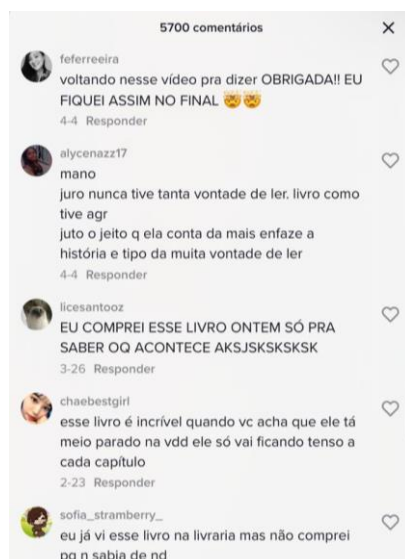 5700 comentários
feferreeira
voltando nesse vídeo pra dizer OBRIGADA!! EU
FIQUEI ASSIM NO FINAL 🤯🤯
4-4 Responder
alycenazz17
mano
juro nunca tive tanta vontade de ler. livro como
tive agr
juto o jeito q ela conta da mais enfaze a
história e tipo da muita vontade de ler
4-4 Responder
licesantooz
EU COMPREI ESSE LIVRO ONTEM SÓ PRA
SABER OQ ACONTECE AKSJSKSKSKSK
3-26 Responder
chaebestgirl
esse livro é incrível quando vc acha que ele tá
meio parado na vdd ele só vai ficando tenso a
cada capítulo
2-23 Responder
sofia_stramberry_
eu já vi esse livro na livraria mas não comprei
pq n sabia de nd